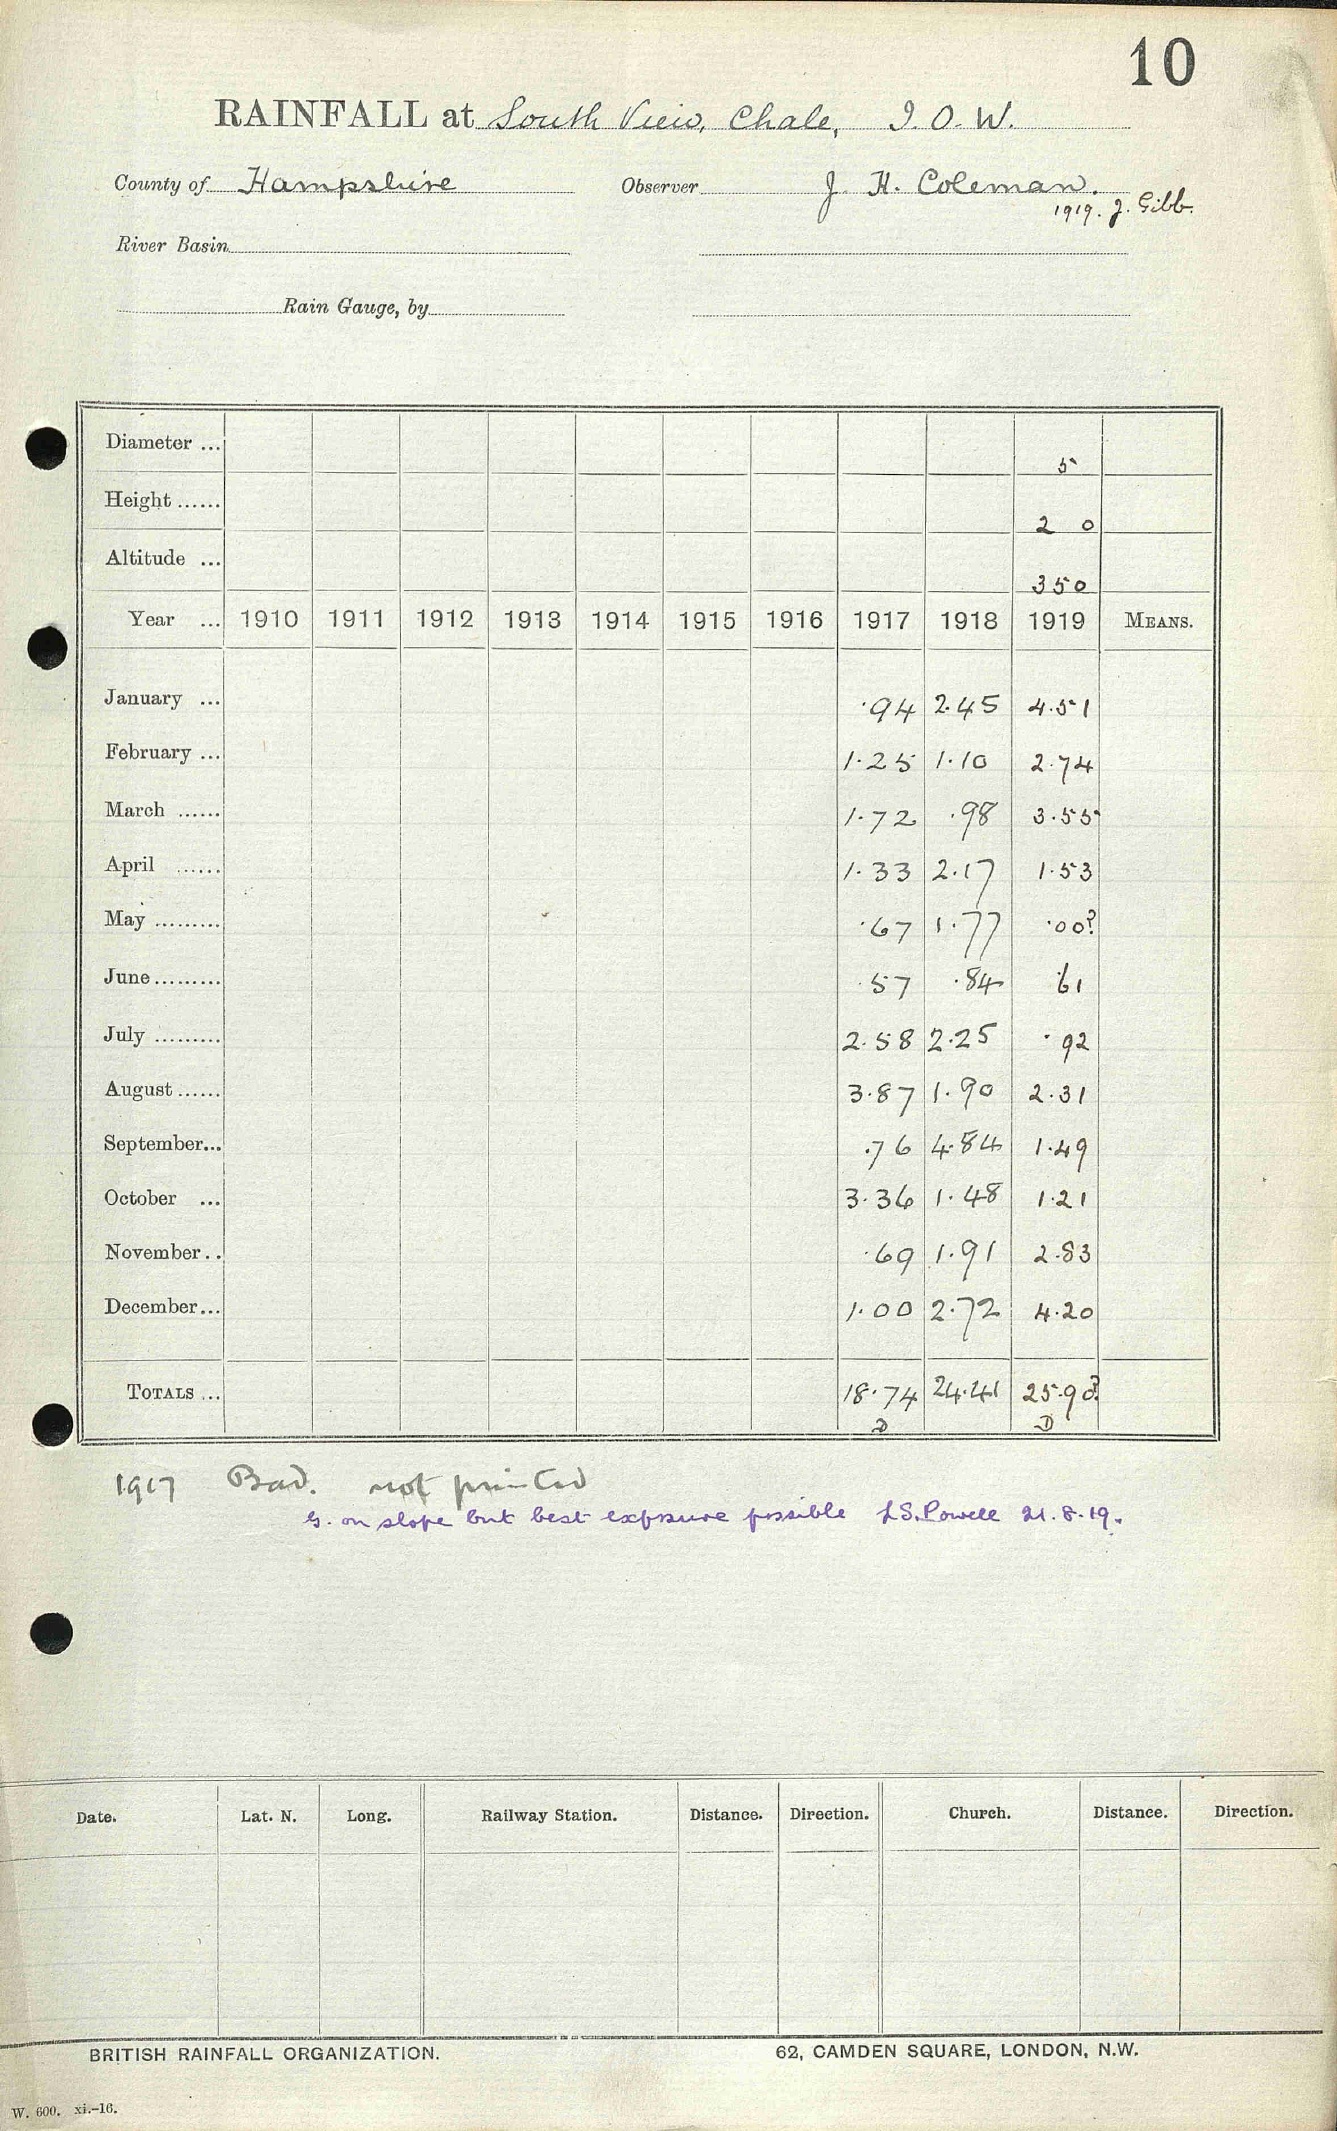 10
RAINFALL at South View, Chale, I.O.W.
County of Hampshire Observer J. H. Coleman.
1919. J. Gibb.
River Basin
Rain Gauge, by
Diameter ... 5
Height ...... 2 0
Altitude ... 350
Year ... 1910 1911 1912 1913 1914 1915 1916 1917 1918 1919 MEANS.
January ... ·94 2.45 4.51
February ... 1.25 1.10 2.74
March ...... 1.72 .98 3.55
April ...... 1.33 2.17 1.53
May ......... ·67 1.77 ·00?
June ......... ·57 .84 ·61
July ......... 2.58 2.25 ·92
August ...... 3.87 1.90 2.31
September... .76 4.84 1.49
October ... 3.36 1.48 1.21
November .. ·69 1.91 2.83
December... 1.00 2.72 4.20
TOTALS ... 18.74 24.41 25.90?
D D
1917 Bad. not printed
G. on slope but best exposure possible L S. Powell 21.8.19.
Date. Lat. N. Long. Railway Station. Distance. Direction. Church. Distance. Direction.
BRITISH RAINFALL ORGANIZATION. 62, CAMDEN SQUARE, LONDON, N.W.
W. 600. xi.-16.